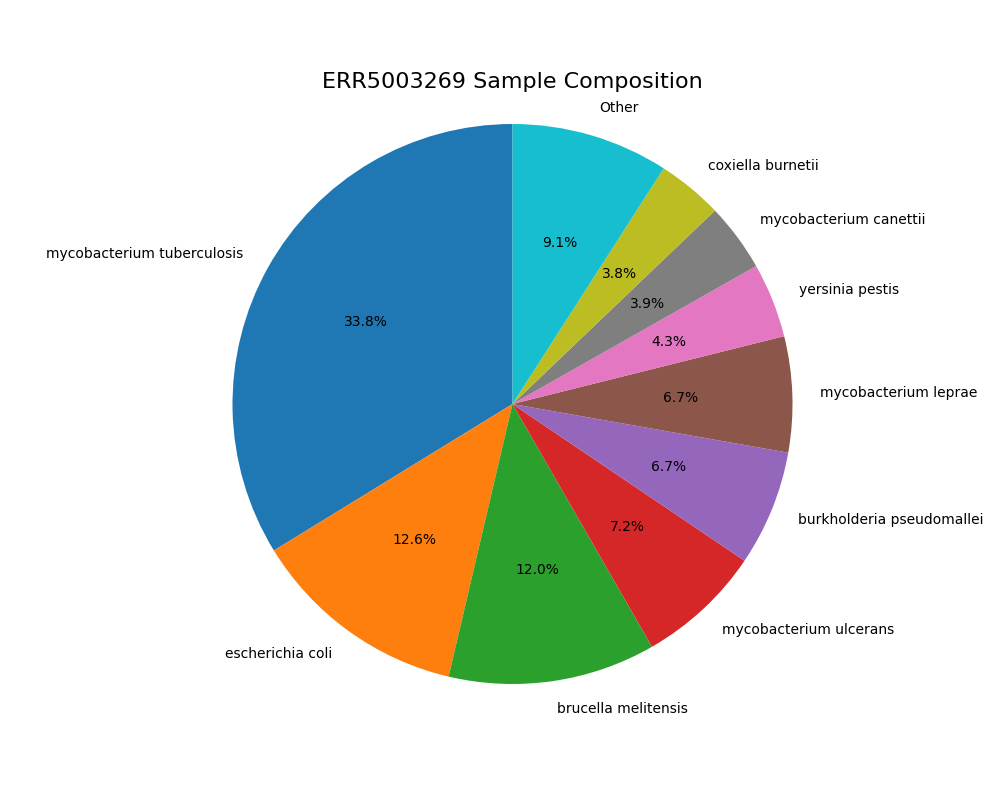 ERR5003269 Sample Composition
Other
9.1%
coxiella burnetii
3.8%
mycobacterium canettii
3.9%
yersinia pestis
4.3%
mycobacterium leprae
6.7%
burkholderia pseudomallei
6.7%
mycobacterium ulcerans
7.2%
brucella melitensis
12.0%
escherichia coli
12.6%
mycobacterium tuberculosis
33.8%